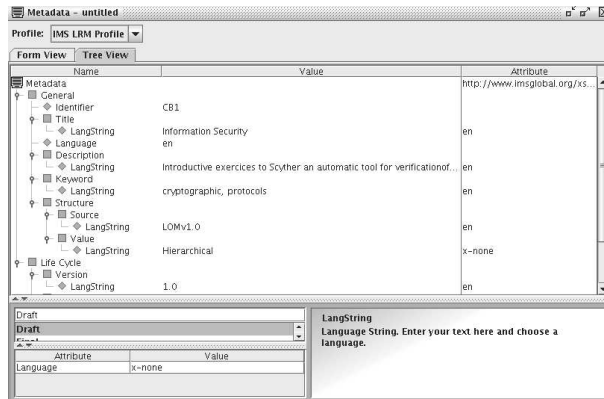 Metadata - untitled
Profile: IMS LRM Profile
Form View Tree View
Name Value Attribute
Metadata http://www.imsglobal.org/xs...
General
Identifier CB1
Title
LangString Information Security en
Language en
Description
LangString Introductive exercices to Scyther an automatic tool for verificationof... en
Keyword
LangString cryptographic, protocols en
Structure
Source
LangString LOMv1.0 en
Value
LangString Hierarchical x-none
Life Cycle
Version
LangString 1.0 en
Draft
Draft
Attribute Value
Language x-none
LangString
Language String. Enter your text here and choose a
language.